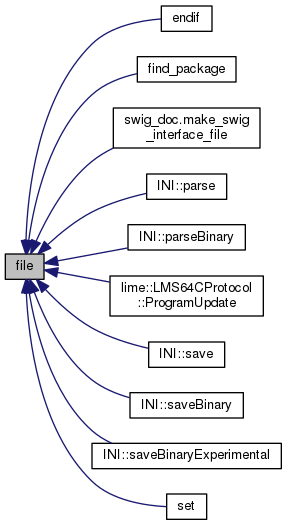 endif
find_package
swig_doc.make_swig
_interface_file
INI::parse
INI::parseBinary
file
lime::LMS64CProtocol
::ProgramUpdate
INI::save
INI::saveBinary
INI::saveBinaryExperimental
set